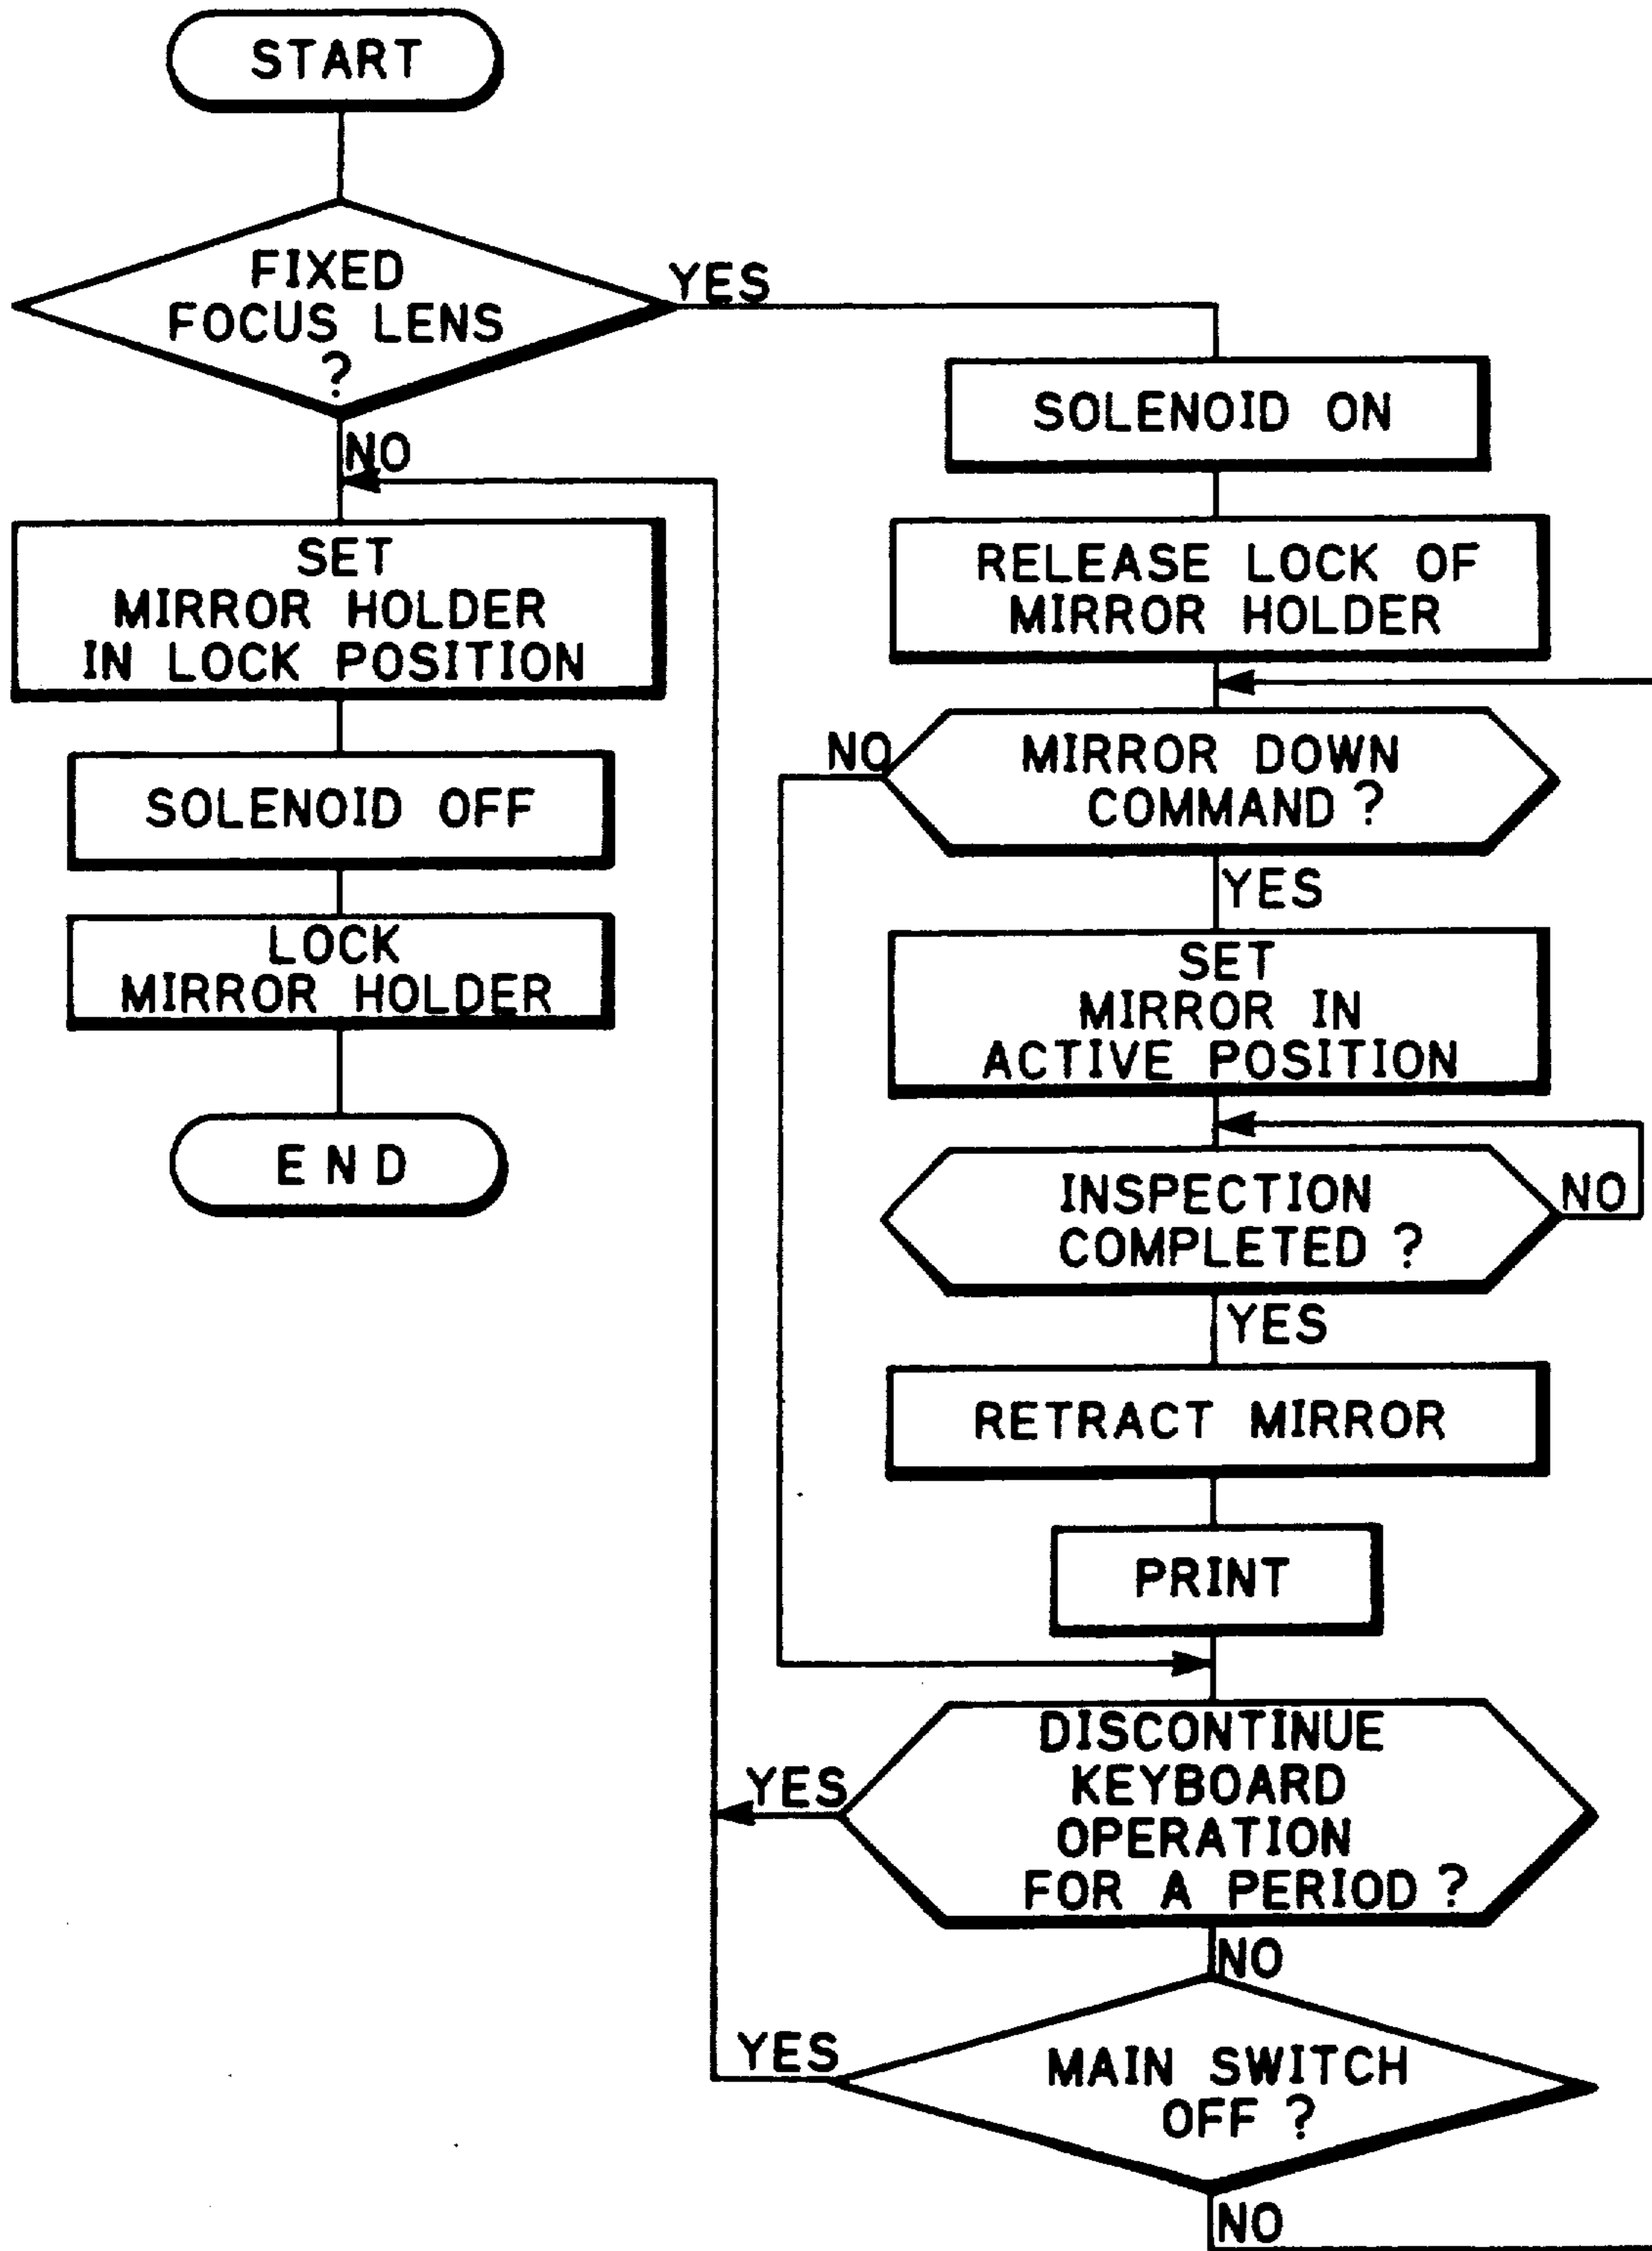 START
FIXED
FOCUS LENS
?
YES
NO
SET
MIRROR HOLDER
IN LOCK POSITION
SOLENOID OFF
LOCK
MIRROR HOLDER
END
SOLENOID ON
RELEASE LOCK OF
MIRROR HOLDER
NO
MIRROR DOWN
COMMAND ?
YES
SET
MIRROR IN
ACTIVE POSITION
INSPECTION
COMPLETED ?
NO
YES
RETRACT MIRROR
PRINT
YES
DISCONTINUE
KEYBOARD
OPERATION
FOR A PERIOD ?
NO
YES
MAIN SWITCH
OFF ?
NO